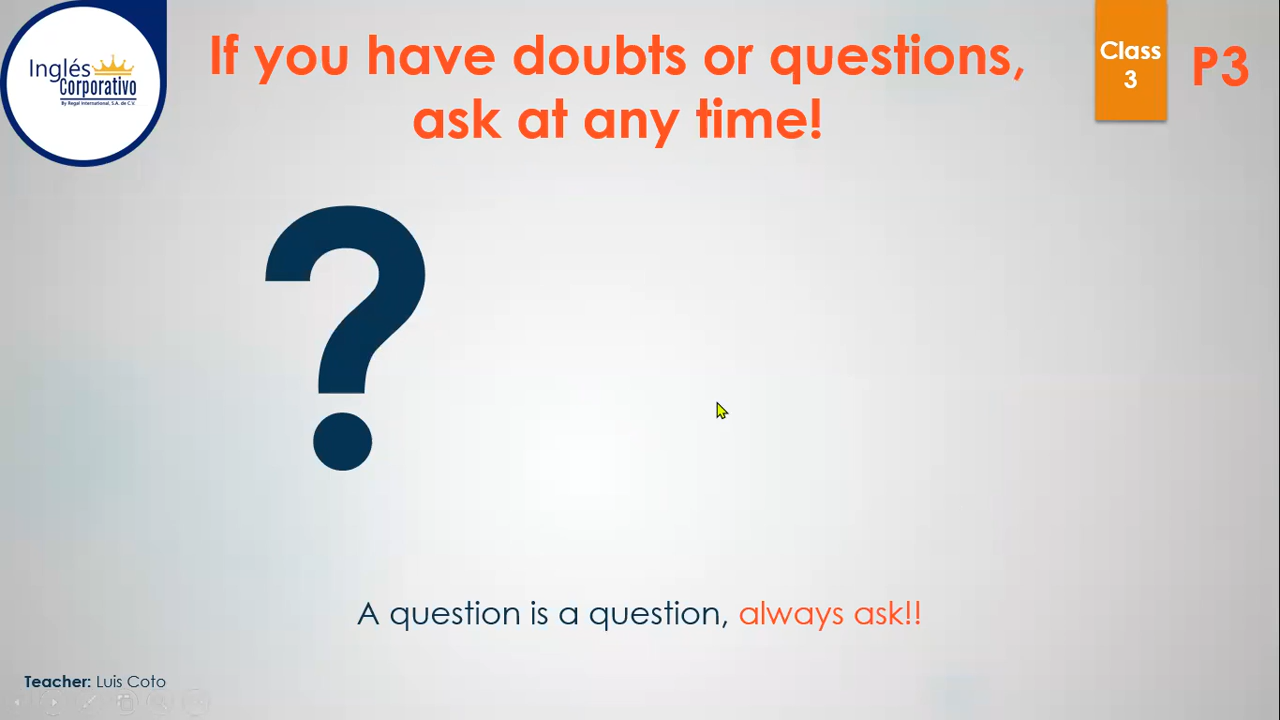 If you have doubts or questions,
ask at any time!
Class
3
P3
Inglés
Corporativo
By Regal International, S.A. de C.V.
?
A question is a question, always ask!!
Teacher: Luis Coto